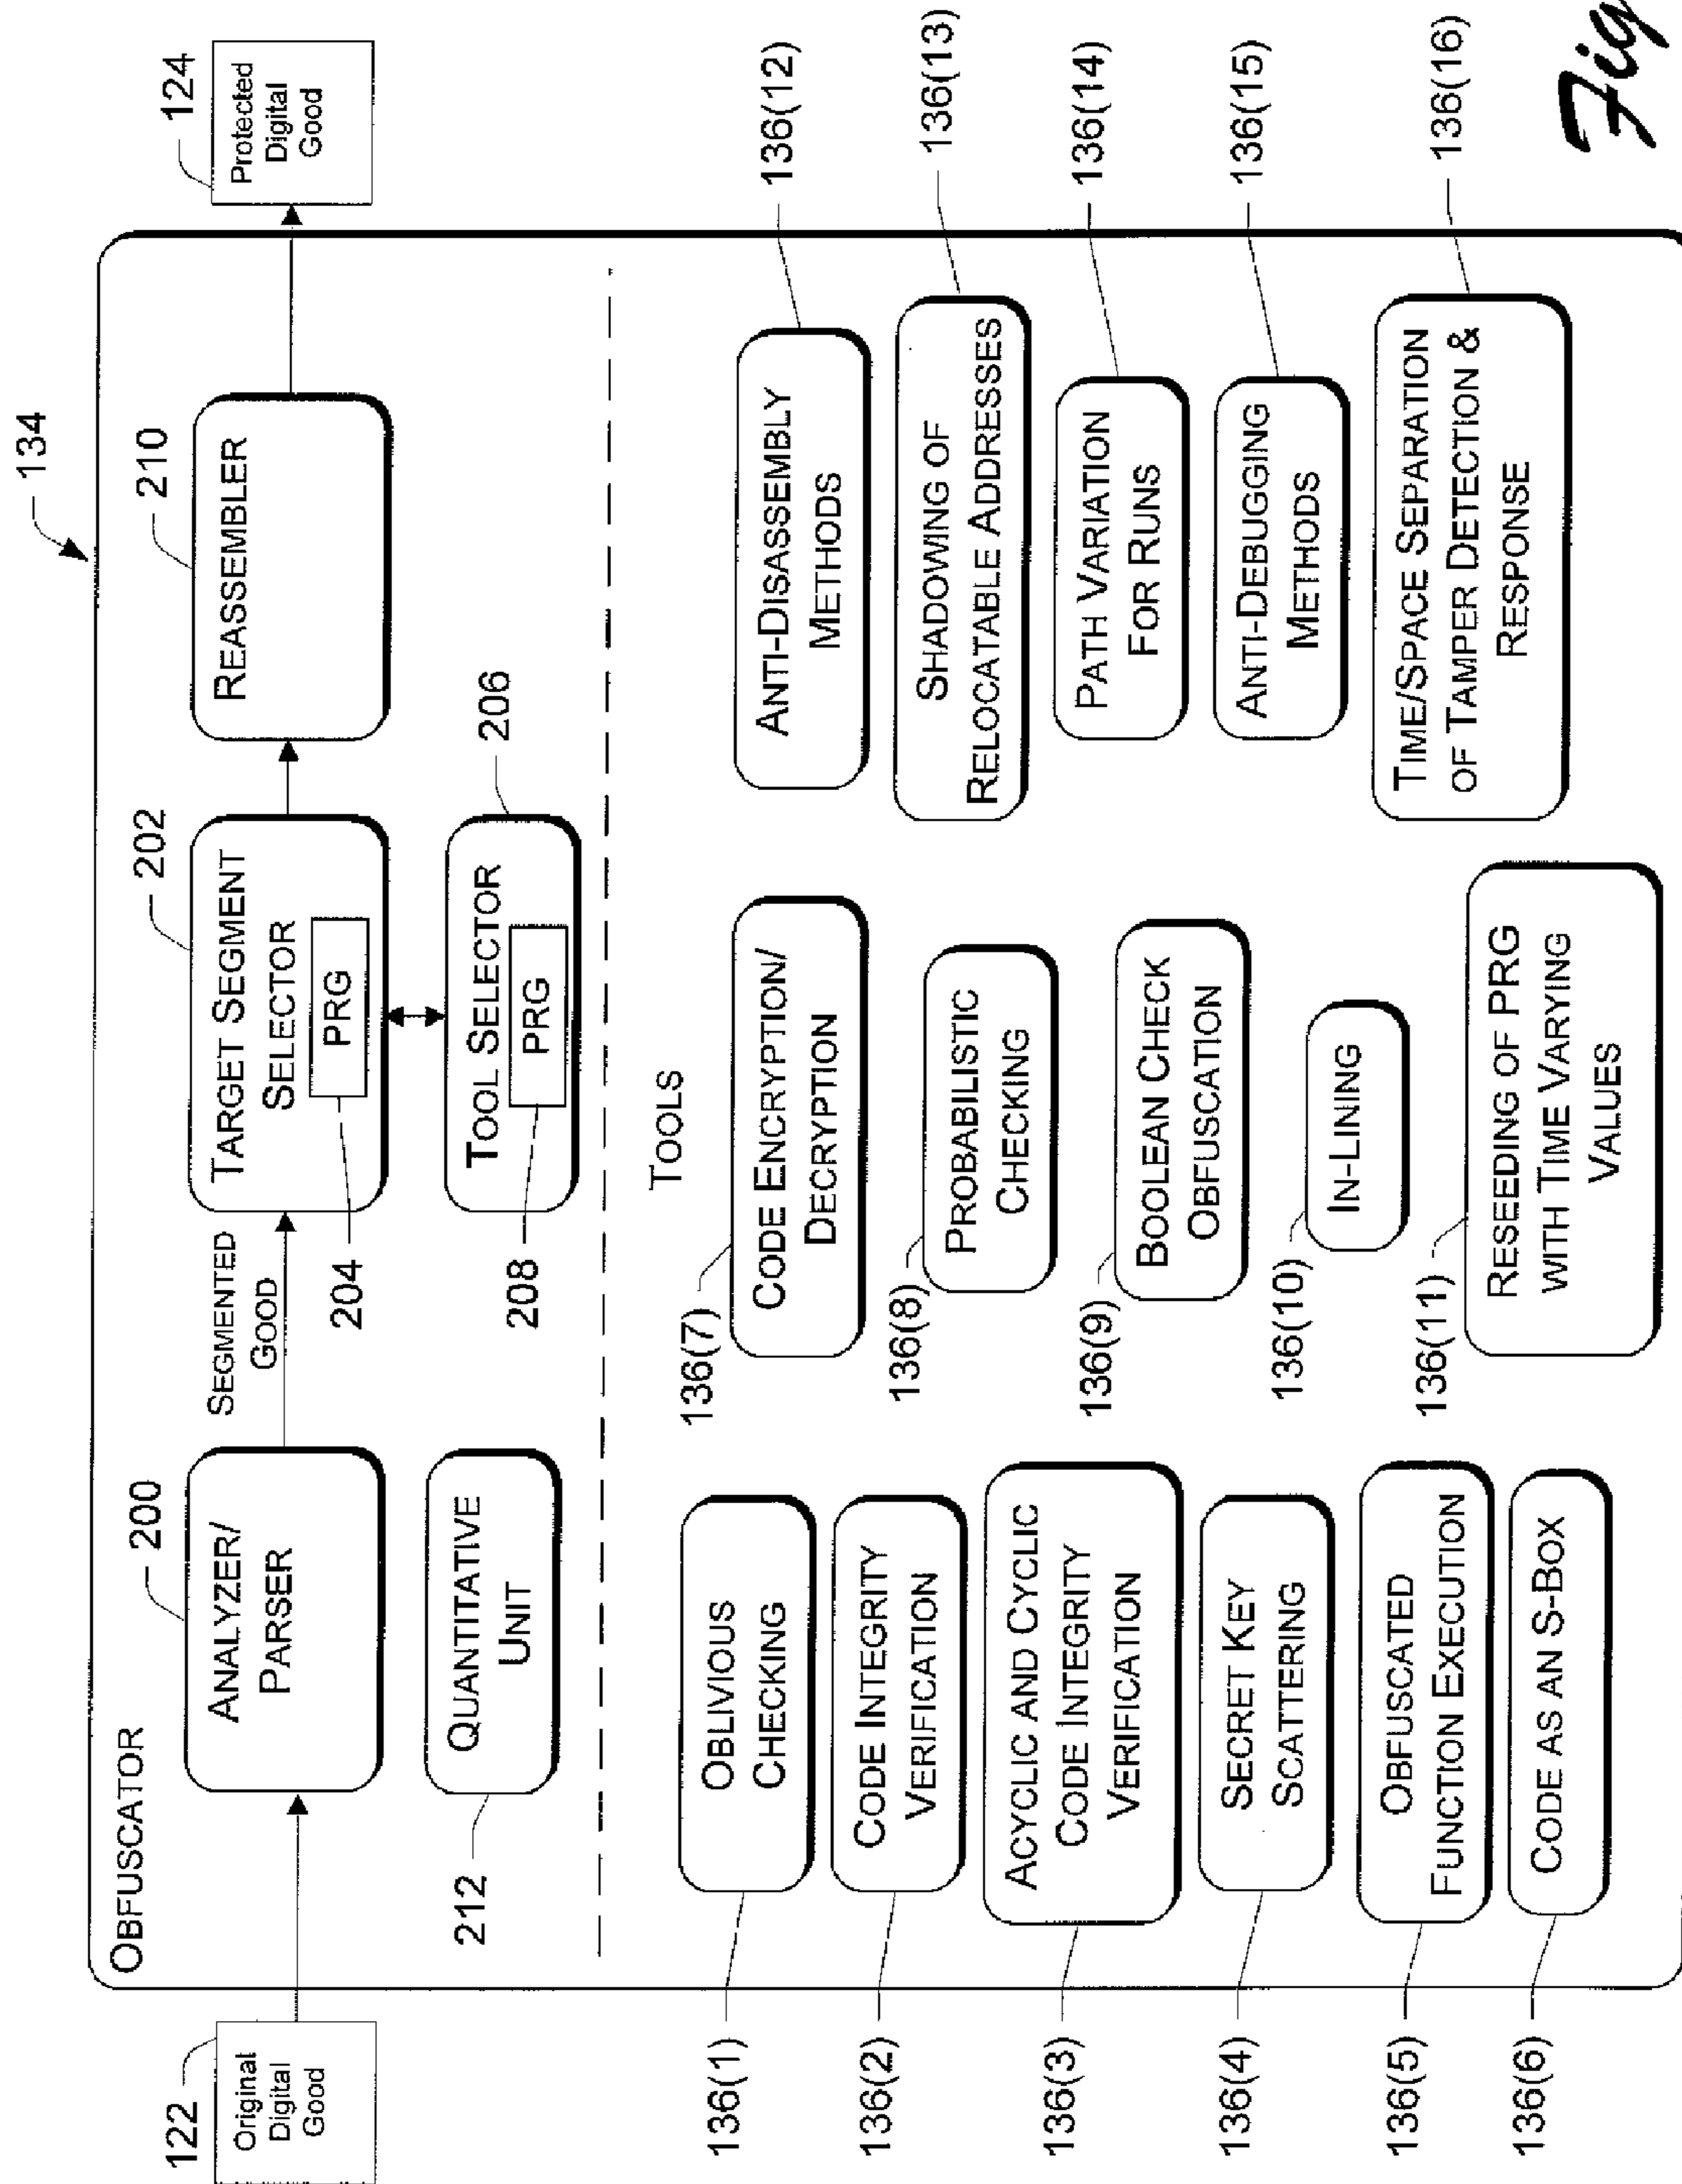 134
OBFUSCATOR
122
Original
Digital
Good
200
ANALYZER/
PARSER
SEGMENTED
GOOD
202
TARGET SEGMENT
SELECTOR
PRG
204
210
REASSEMBLER
124
Protected
Digital
Good
212
QUANTITATIVE
UNIT
206
TOOL SELECTOR
PRG
208
TOOLS
136(1)
OBLIVIOUS
CHECKING
136(2)
CODE INTEGRITY
VERIFICATION
136(3)
ACYCLIC AND CYCLIC
CODE INTEGRITY
VERIFICATION
136(4)
SECRET KEY
SCATTERING
136(5)
OBFUSCATED
FUNCTION EXECUTION
136(6)
CODE AS AN S-BOX
136(7)
CODE ENCRYPTION/
DECRYPTION
136(8)
PROBABILISTIC
CHECKING
136(9)
BOOLEAN CHECK
OBFUSCATION
136(10)
IN-LINING
136(11)
RESEEDING OF PRG
WITH TIME VARYING
VALUES
136(12)
ANTI-DISASSEMBLY
METHODS
136(13)
SHADOWING OF
RELOCATABLE ADDRESSES
136(14)
PATH VARIATION
FOR RUNS
136(15)
ANTI-DEBUGGING
METHODS
136(16)
TIME/SPACE SEPARATION
OF TAMPER DETECTION &
RESPONSE
Fig